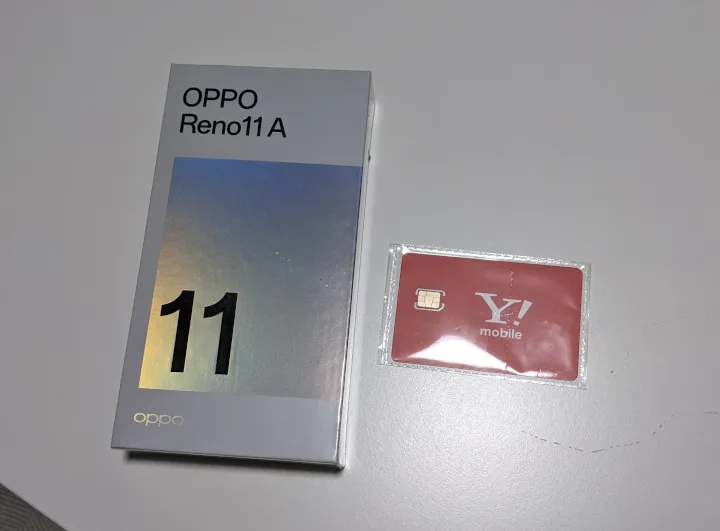 OPPO
Reno11 A
11
oppo
Y!
mobile